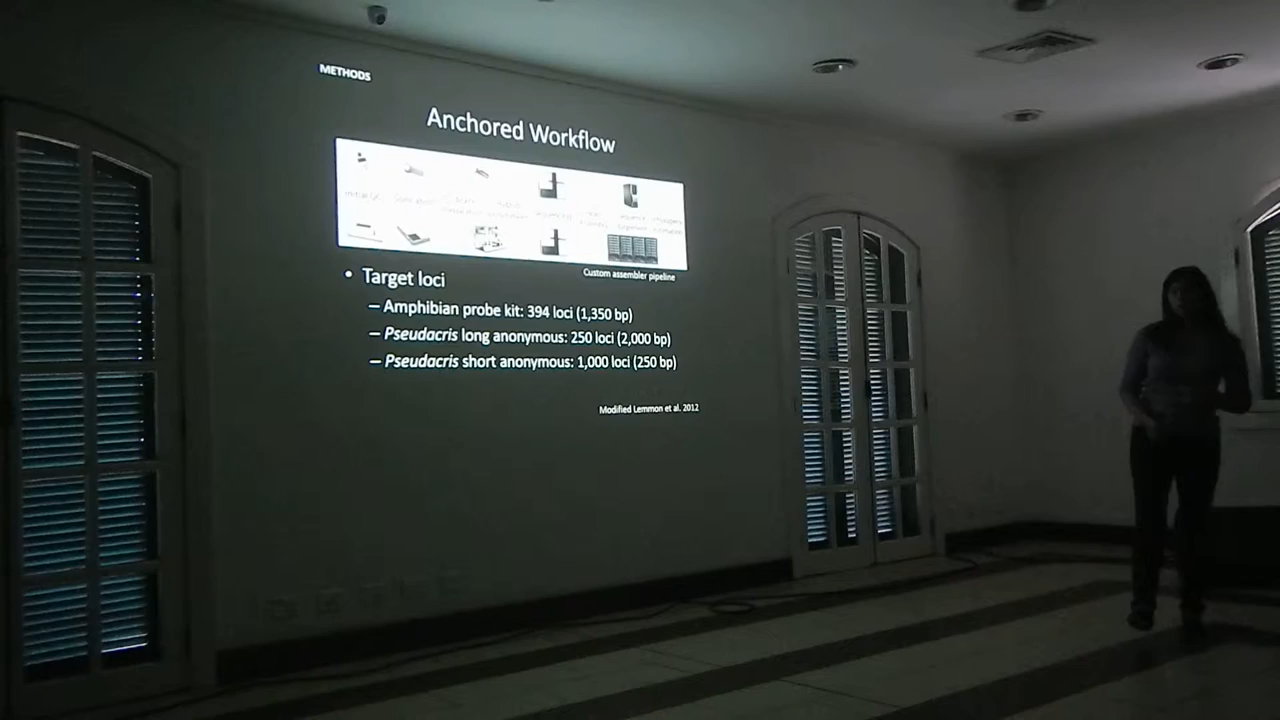 METHODS
Anchored Workflow
Custom assembler pipeline
• Target loci
– Amphibian probe kit: 394 loci (1,350 bp)
– Pseudacris long anonymous: 250 loci (2,000 bp)
– Pseudacris short anonymous: 1,000 loci (250 bp)
Modified Lemmon et al. 2012